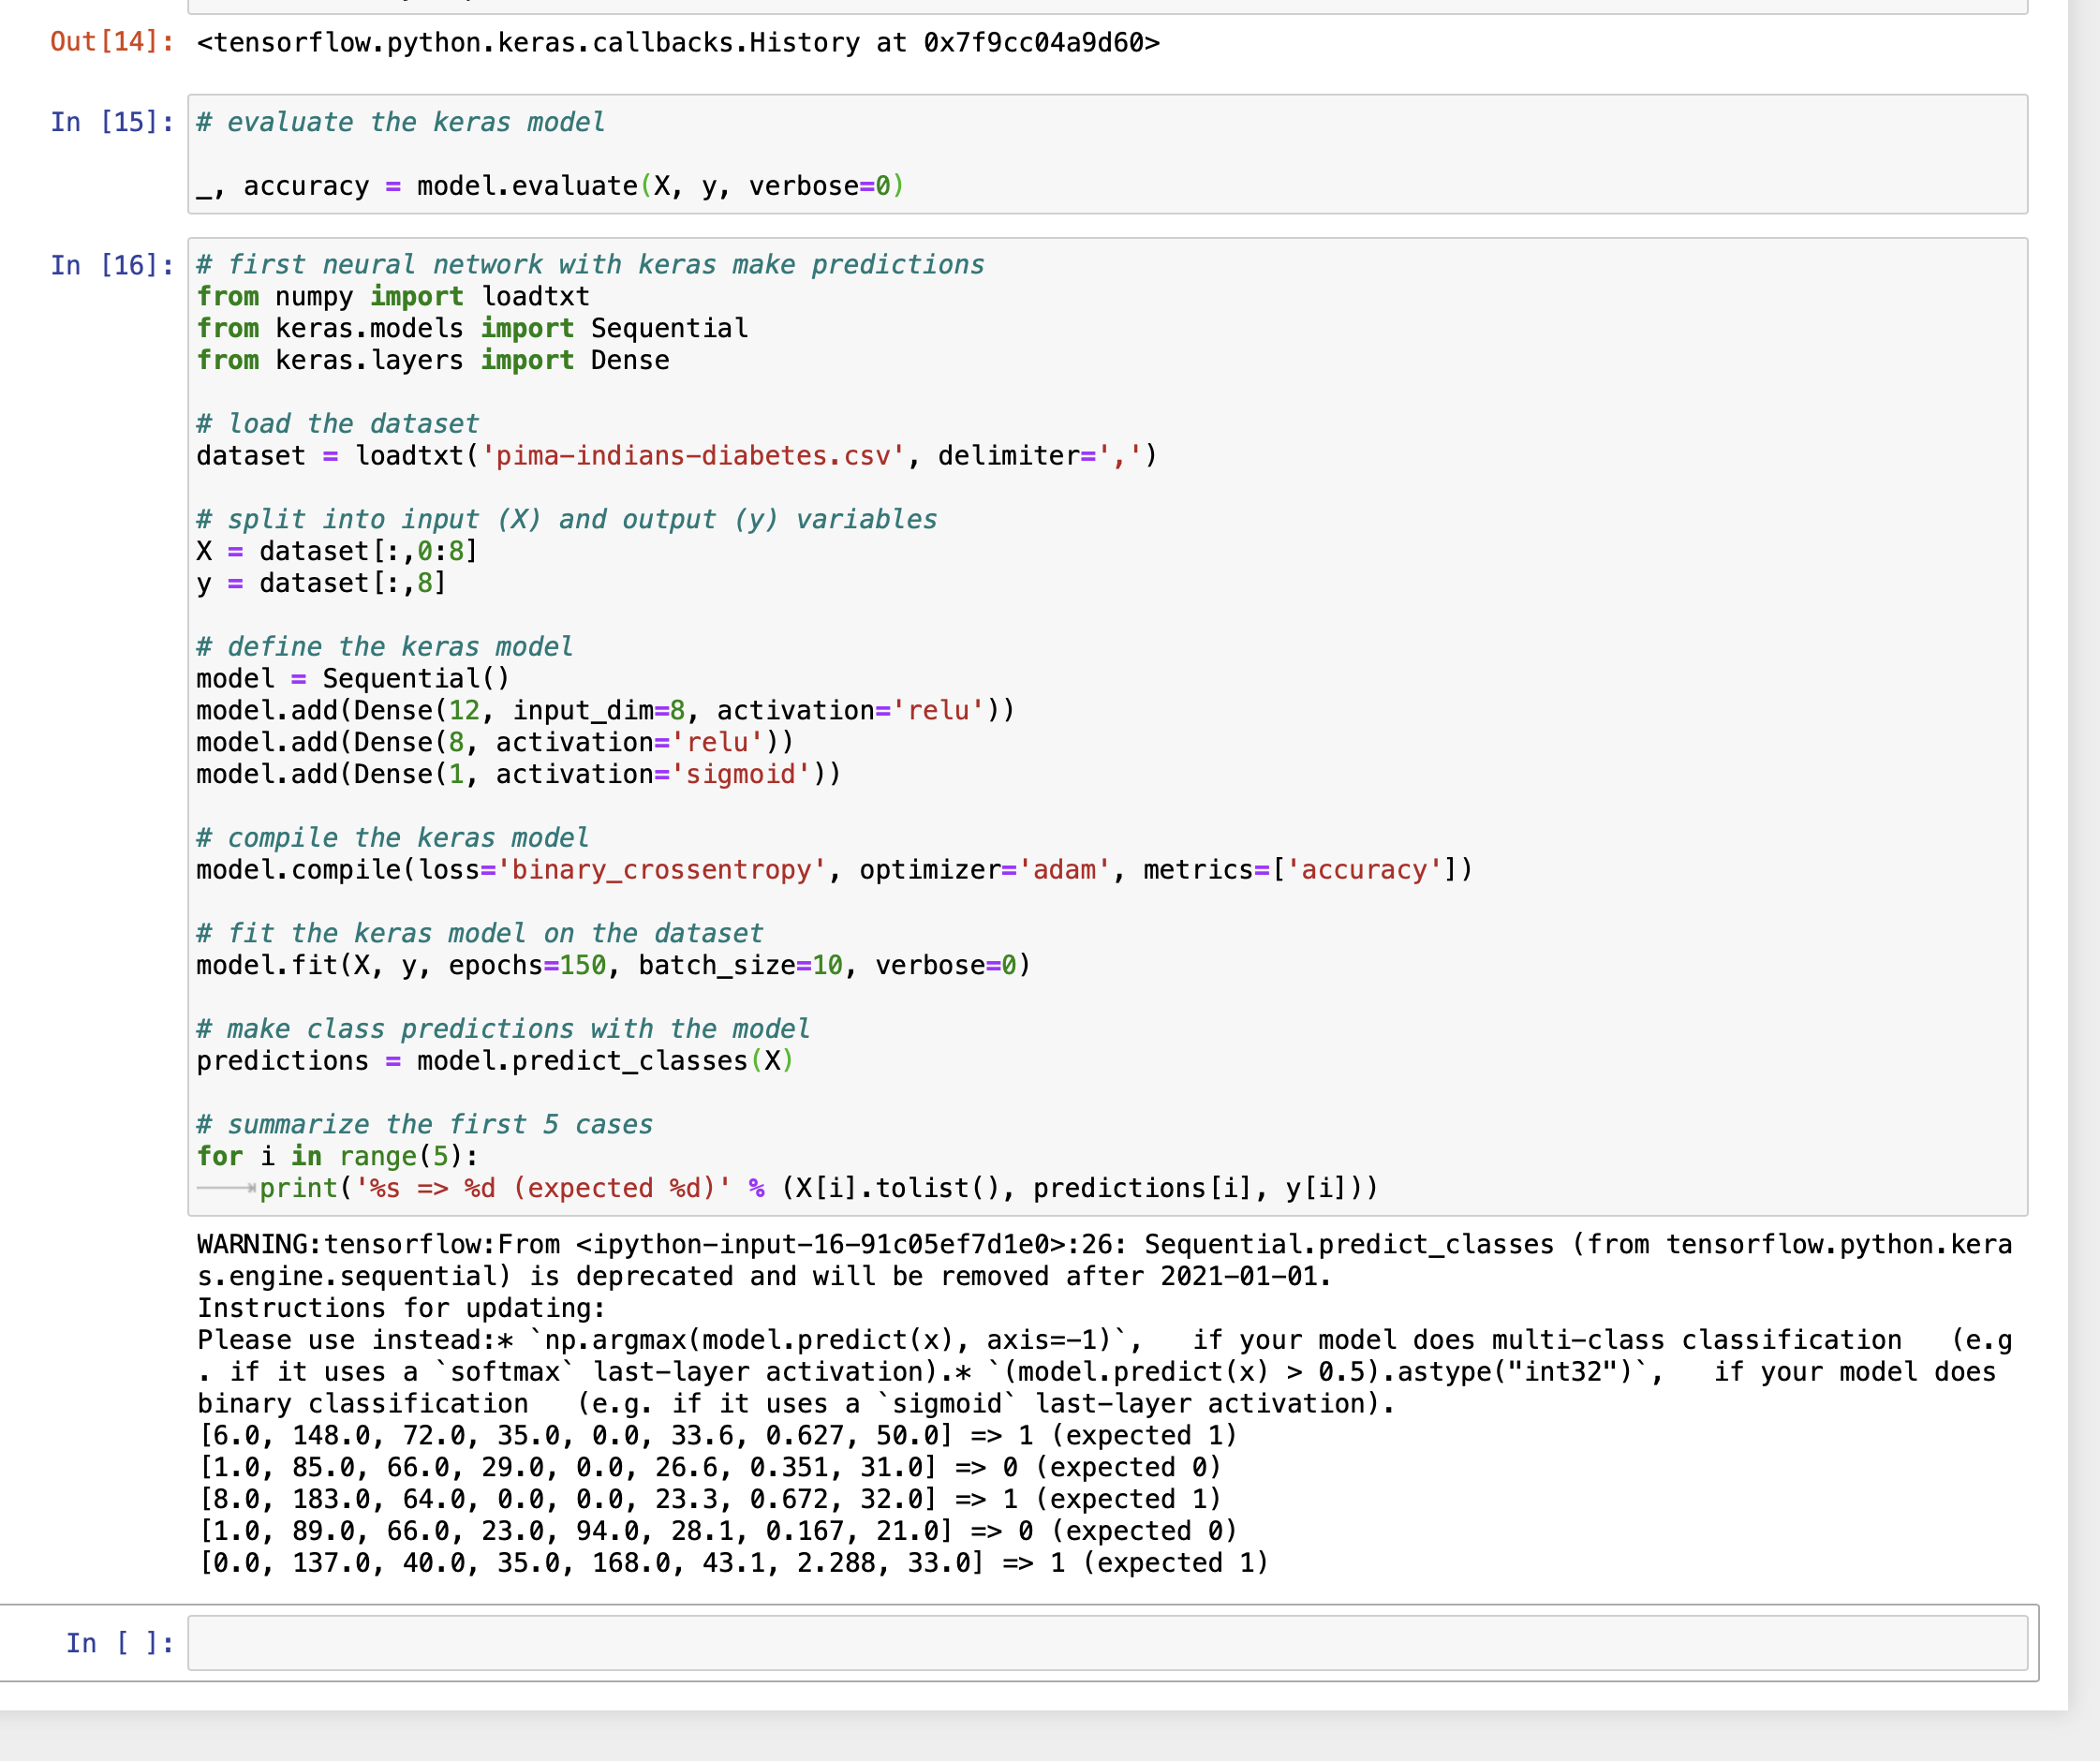 Out[14]: <tensorflow.python.keras.callbacks.History at 0x7f9cc04a9d60>
In [15]: # evaluate the keras model
_, accuracy = model.evaluate(X, y, verbose=0)
In [16]: # first neural network with keras make predictions
from numpy import loadtxt
from keras.models import Sequential
from keras.layers import Dense
# load the dataset
dataset = loadtxt('pima-indians-diabetes.csv', delimiter=',')
# split into input (X) and output (y) variables
X = dataset[:,0:8]
y = dataset[:,8]
# define the keras model
model = Sequential()
model.add(Dense(12, input_dim=8, activation='relu'))
model.add(Dense(8, activation='relu'))
model.add(Dense(1, activation='sigmoid'))
# compile the keras model
model.compile(loss='binary_crossentropy', optimizer='adam', metrics=['accuracy'])
# fit the keras model on the dataset
model.fit(X, y, epochs=150, batch_size=10, verbose=0)
# make class predictions with the model
predictions = model.predict_classes(X)
# summarize the first 5 cases
for i in range(5):
print('%s => %d (expected %d)' % (X[i].tolist(), predictions[i], y[i]))
WARNING:tensorflow:From <ipython-input-16-91c05ef7d1e0>:26: Sequential.predict_classes (from tensorflow.python.kera
s.engine.sequential) is deprecated and will be removed after 2021-01-01.
Instructions for updating:
Please use instead:* `np.argmax(model.predict(x), axis=-1)`,   if your model does multi-class classification   (e.g
. if it uses a `softmax` last-layer activation).* `(model.predict(x) > 0.5).astype("int32")`,   if your model does
binary classification   (e.g. if it uses a `sigmoid` last-layer activation).
[6.0, 148.0, 72.0, 35.0, 0.0, 33.6, 0.627, 50.0] => 1 (expected 1)
[1.0, 85.0, 66.0, 29.0, 0.0, 26.6, 0.351, 31.0] => 0 (expected 0)
[8.0, 183.0, 64.0, 0.0, 0.0, 23.3, 0.672, 32.0] => 1 (expected 1)
[1.0, 89.0, 66.0, 23.0, 94.0, 28.1, 0.167, 21.0] => 0 (expected 0)
[0.0, 137.0, 40.0, 35.0, 168.0, 43.1, 2.288, 33.0] => 1 (expected 1)
In [ ]: